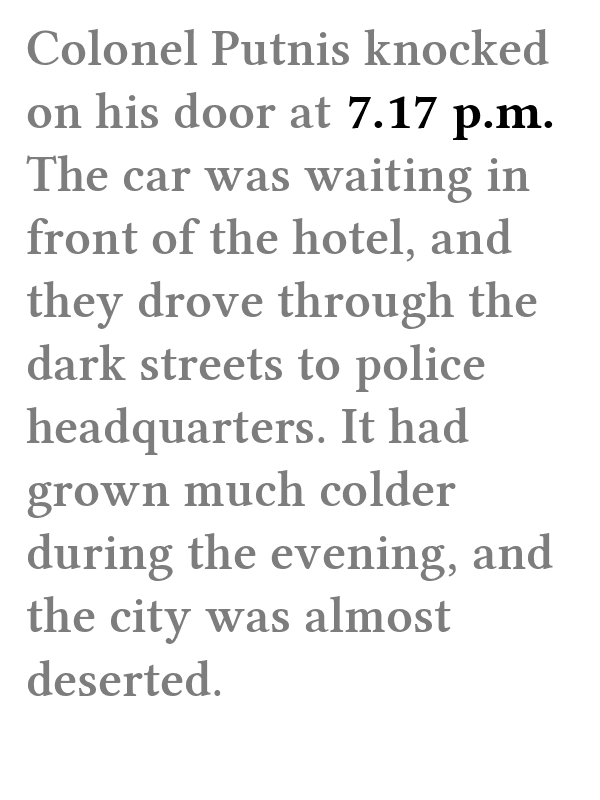 Colonel Putnis knocked
on his door at 7.17 p.m.
The car was waiting in
front of the hotel, and
they drove through the
dark streets to police
headquarters. It had
grown much colder
during the evening, and
the city was almost
deserted.